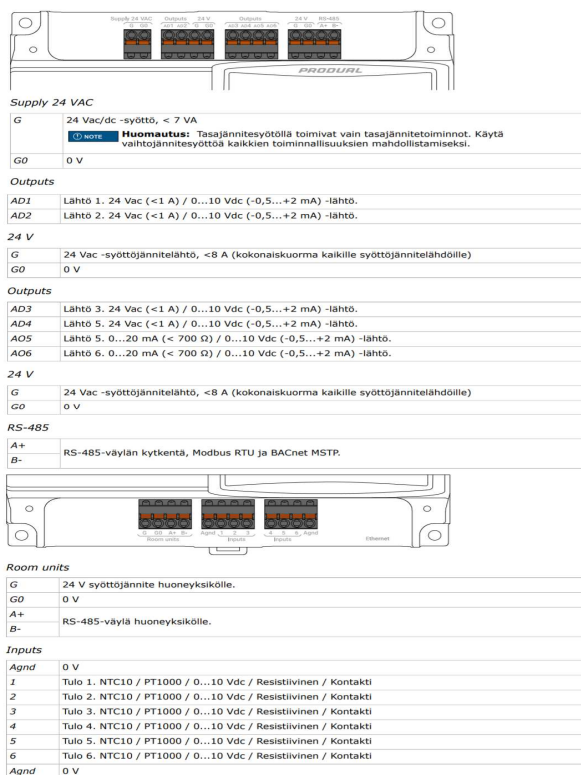 Supply 24 VAC Outputs 24 V Outputs 24 V RS-485
G G0 AD1 AD2 G G0 AD3 AD4 AO5 AO6 G G0 A+ B-
PRODUAL
Supply 24 VAC
G 24 Vac/dc -syöttö, < 7 VA
NOTE Huomautus: Tasajännitesyötöllä toimivat vain tasajännitetoiminnot. Käytä
vaihtojännitesyöttöä kaikkien toiminnallisuuksien mahdollistamiseksi.
G0 0 V
Outputs
AD1 Lähtö 1. 24 Vac (<1 A) / 0...10 Vdc (-0,5...+2 mA) -lähtö.
AD2 Lähtö 2. 24 Vac (<1 A) / 0...10 Vdc (-0,5...+2 mA) -lähtö.
24 V
G 24 Vac -syöttöjännitelähtö, <8 A (kokonaiskuorma kaikille syöttöjännitelähdöille)
G0 0 V
Outputs
AD3 Lähtö 3. 24 Vac (<1 A) / 0...10 Vdc (-0,5...+2 mA) -lähtö.
AD4 Lähtö 5. 24 Vac (<1 A) / 0...10 Vdc (-0,5...+2 mA) -lähtö.
AO5 Lähtö 5. 0...20 mA (< 700 Ω) / 0...10 Vdc (-0,5...+2 mA) -lähtö.
AO6 Lähtö 6. 0...20 mA (< 700 Ω) / 0...10 Vdc (-0,5...+2 mA) -lähtö.
24 V
G 24 Vac -syöttöjännitelähtö, <8 A (kokonaiskuorma kaikille syöttöjännitelähdöille)
G0 0 V
RS-485
A+
RS-485-väylän kytkentä, Modbus RTU ja BACnet MSTP.
B-
G G0 A+ B- Agnd 1 2 3 4 5 6 Agnd
Room units Inputs Inputs Ethernet
Room units
G 24 V syöttöjännite huoneyksikölle.
G0 0 V
A+
RS-485-väylä huoneyksikölle.
B-
Inputs
Agnd 0 V
1 Tulo 1. NTC10 / PT1000 / 0...10 Vdc / Resistiivinen / Kontakti
2 Tulo 2. NTC10 / PT1000 / 0...10 Vdc / Resistiivinen / Kontakti
3 Tulo 3. NTC10 / PT1000 / 0...10 Vdc / Resistiivinen / Kontakti
4 Tulo 4. NTC10 / PT1000 / 0...10 Vdc / Resistiivinen / Kontakti
5 Tulo 5. NTC10 / PT1000 / 0...10 Vdc / Resistiivinen / Kontakti
6 Tulo 6. NTC10 / PT1000 / 0...10 Vdc / Resistiivinen / Kontakti
Agnd 0 V